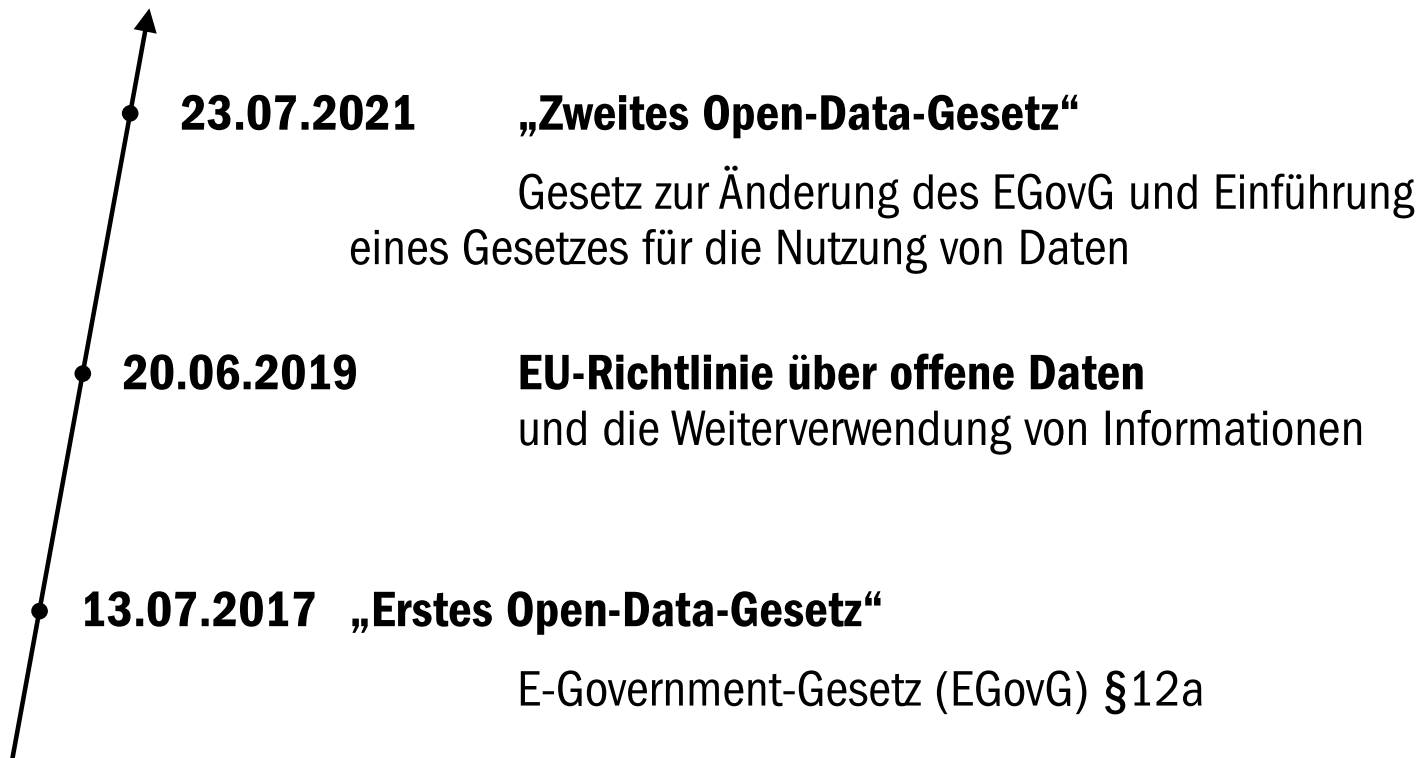 23.07.2021 „Zweites Open-Data-Gesetz“
Gesetz zur Änderung des EGovG und Einführung
eines Gesetzes für die Nutzung von Daten
20.06.2019 EU-Richtlinie über offene Daten
und die Weiterverwendung von Informationen
13.07.2017 „Erstes Open-Data-Gesetz“
E-Government-Gesetz (EGovG) §12a